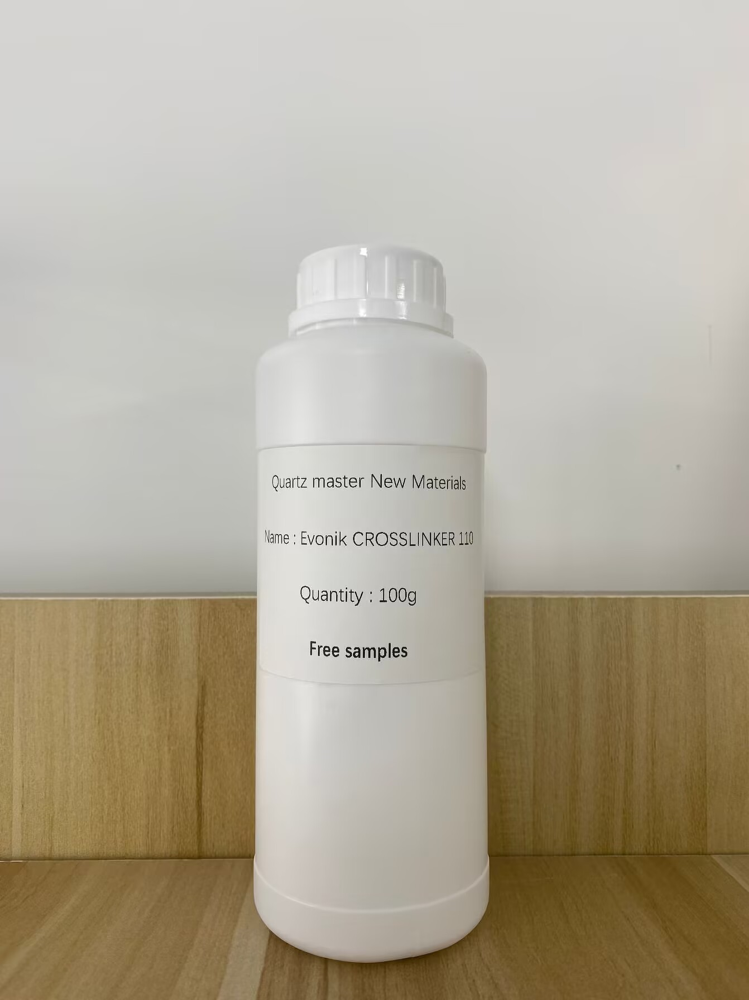 Quartz master New Materials
Name : Evonik CROSSLINKER 110
Quantity : 100g
Free samples